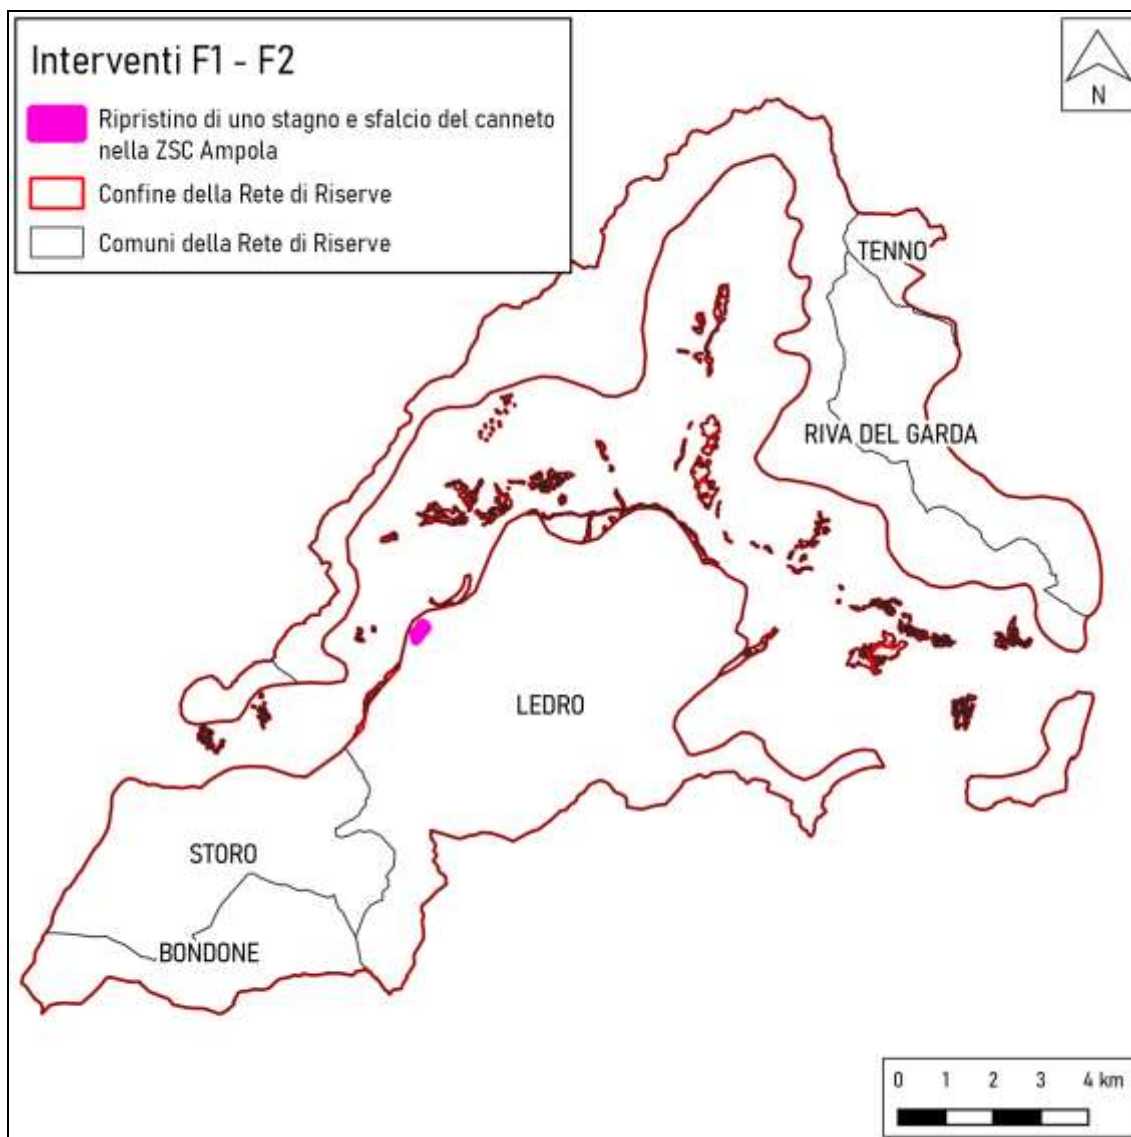 Interventi F1 - F2
Ripristino di uno stagno e sfalcio del canneto
nella ZSC Ampola
Confine della Rete di Riserve
Comuni della Rete di Riserve
N
TENNO
RIVA DEL GARDA
LEDRO
STORO
BONDONE
0 1 2 3 4 km